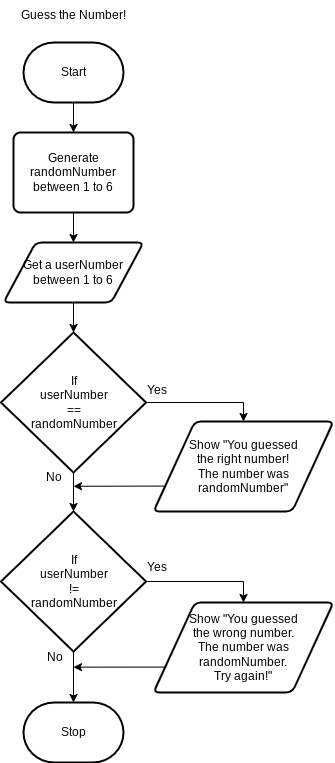 Guess the Number!
Start
Generate
randomNumber
between 1 to 6
Get a userNumber
between 1 to 6
If
userNumber
==
randomNumber
Yes
Show "You guessed
the right number!
The number was
randomNumber"
No
If
userNumber
!=
randomNumber
Yes
Show "You guessed
the wrong number.
The number was
randomNumber.
Try again!"
No
Stop